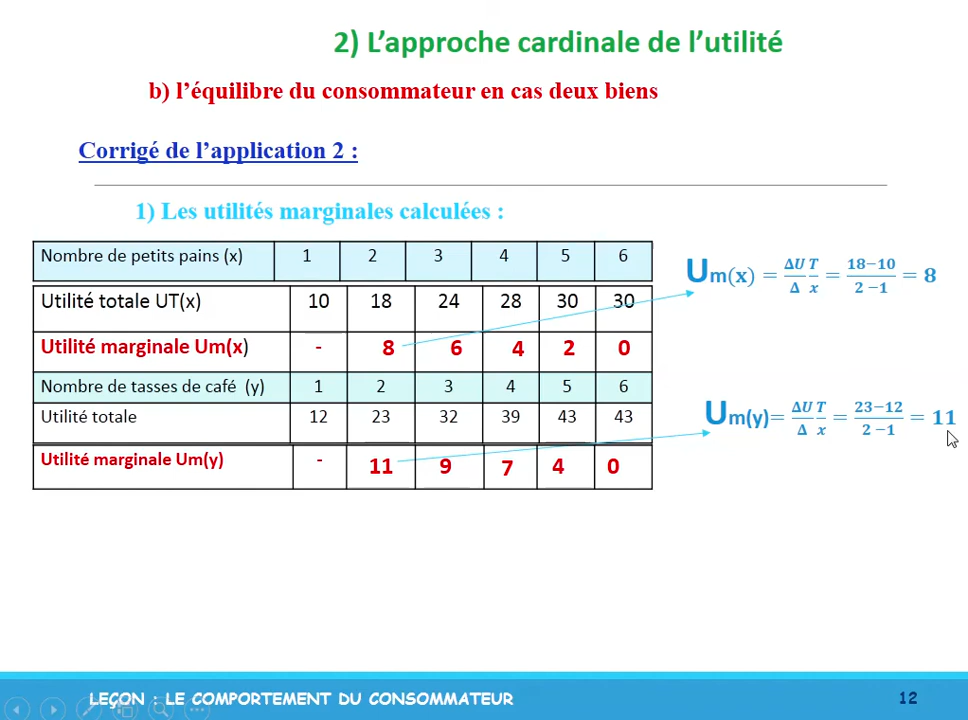 2) L’approche cardinale de l’utilité
b) l’équilibre du consommateur en cas deux biens
Corrigé de l’application 2 :
1) Les utilités marginales calculées :
Nombre de petits pains (x) 1 2 3 4 5 6
Utilité totale UT(x) 10 18 24 28 30 30
Utilité marginale Um(x) - 8 6 4 2 0
Nombre de tasses de café (y) 1 2 3 4 5 6
Utilité totale 12 23 32 39 43 43
Utilité marginale Um(y) - 11 9 7 4 0
Um(x) = ΔUT/Δx = 18−10/2−1 = 8
Um(y)= ΔUT/Δx = 23−12/2−1 = 11
LEÇON : LE COMPORTEMENT DU CONSOMMATEUR 12